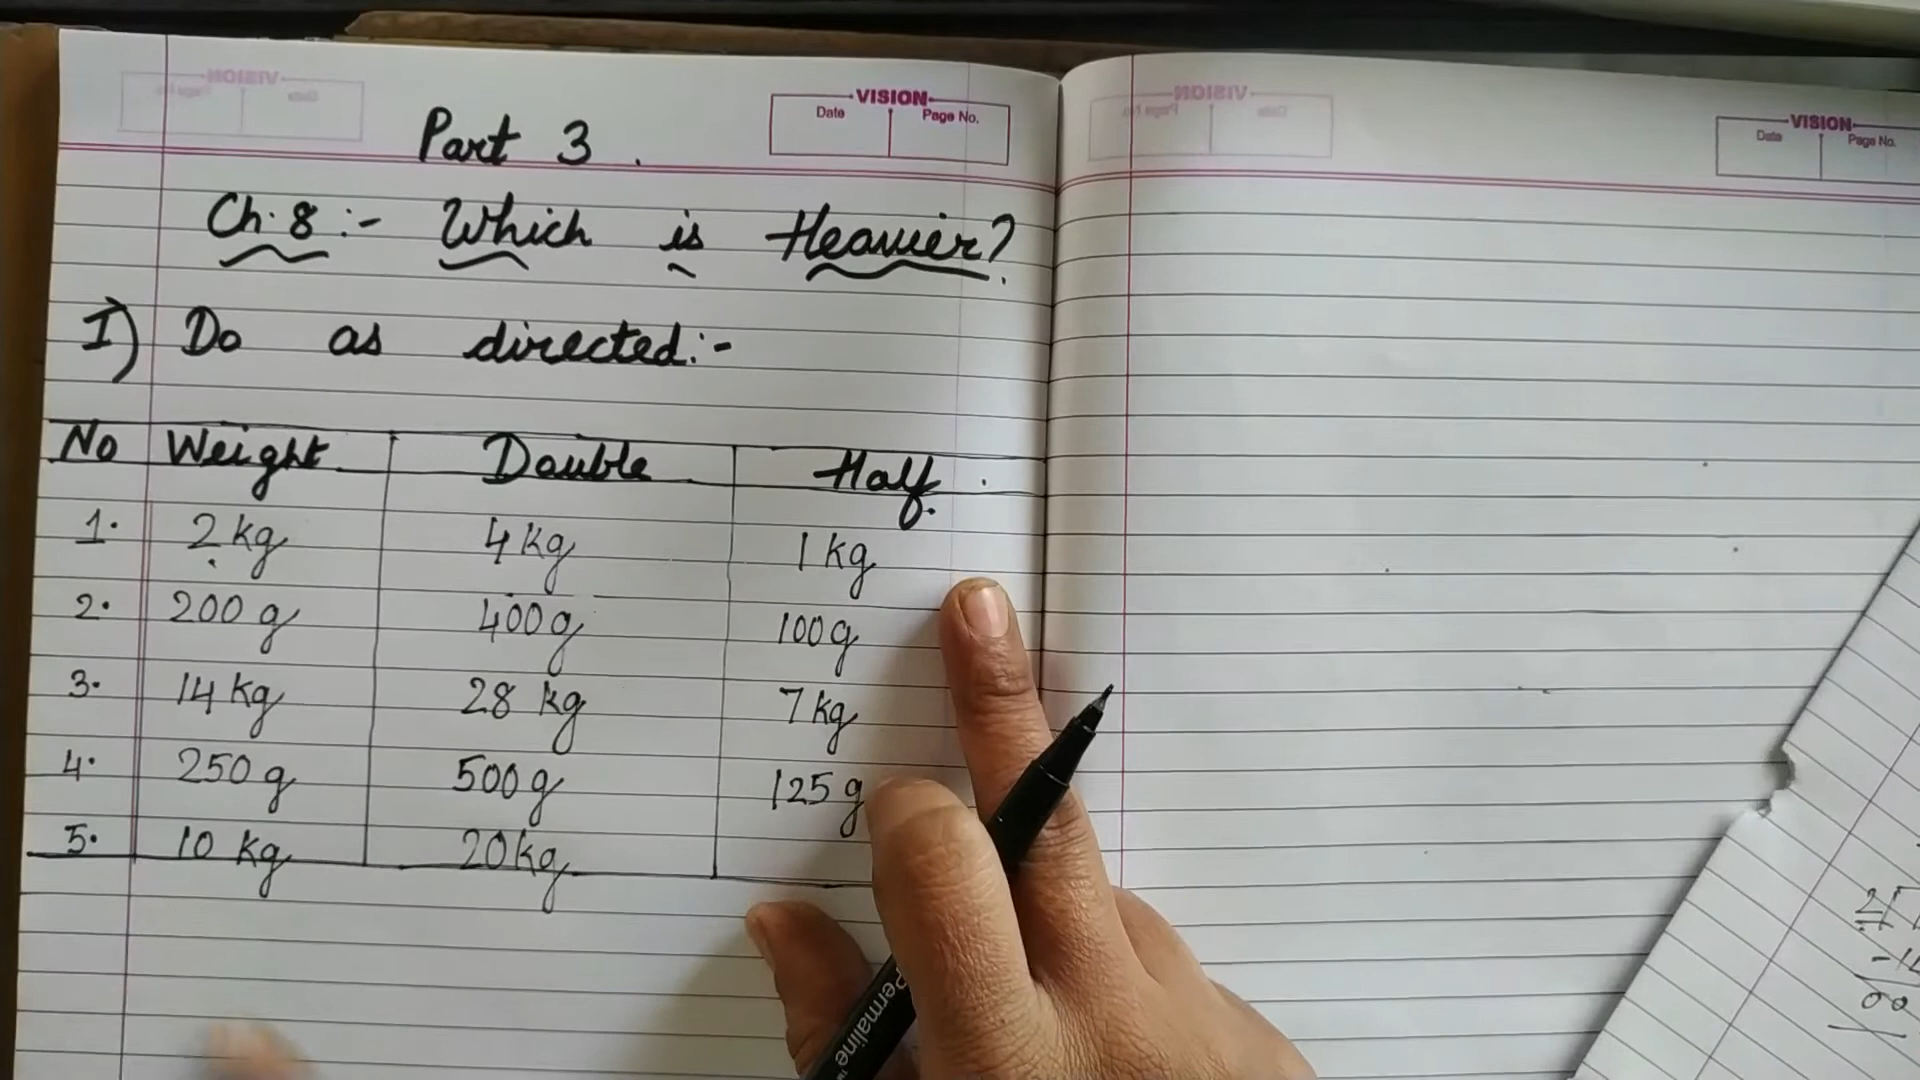 VISION
Date Page No.
Part 3 .
Ch. 8 :- Which is Heavier?
I) Do as directed:-
No Weight Double Half.
1. 2 kg 4 kg 1 kg
2. 200 g 400 g 100 g
3. 14 kg 28 kg 7 kg
4. 250 g 500 g 125 g
5. 10 kg 20 kg
VISION
Date Page No.
Permaline
2
00